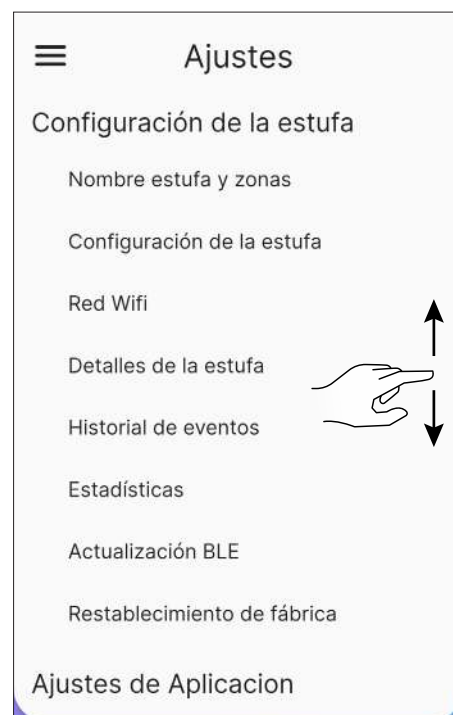 Ajustes
Configuración de la estufa
Nombre estufa y zonas
Configuración de la estufa
Red Wifi
Detalles de la estufa
Historial de eventos
Estadísticas
Actualización BLE
Restablecimiento de fábrica
Ajustes de Aplicacion